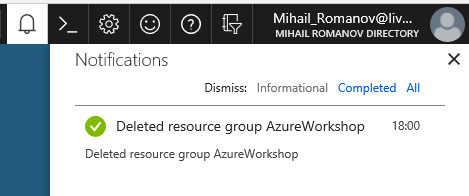 Mihail_Romanov@liv...
MIHAIL ROMANOV DIRECTORY
Notifications
Dismiss: Informational Completed All
Deleted resource group AzureWorkshop 18:00
Deleted resource group AzureWorkshop